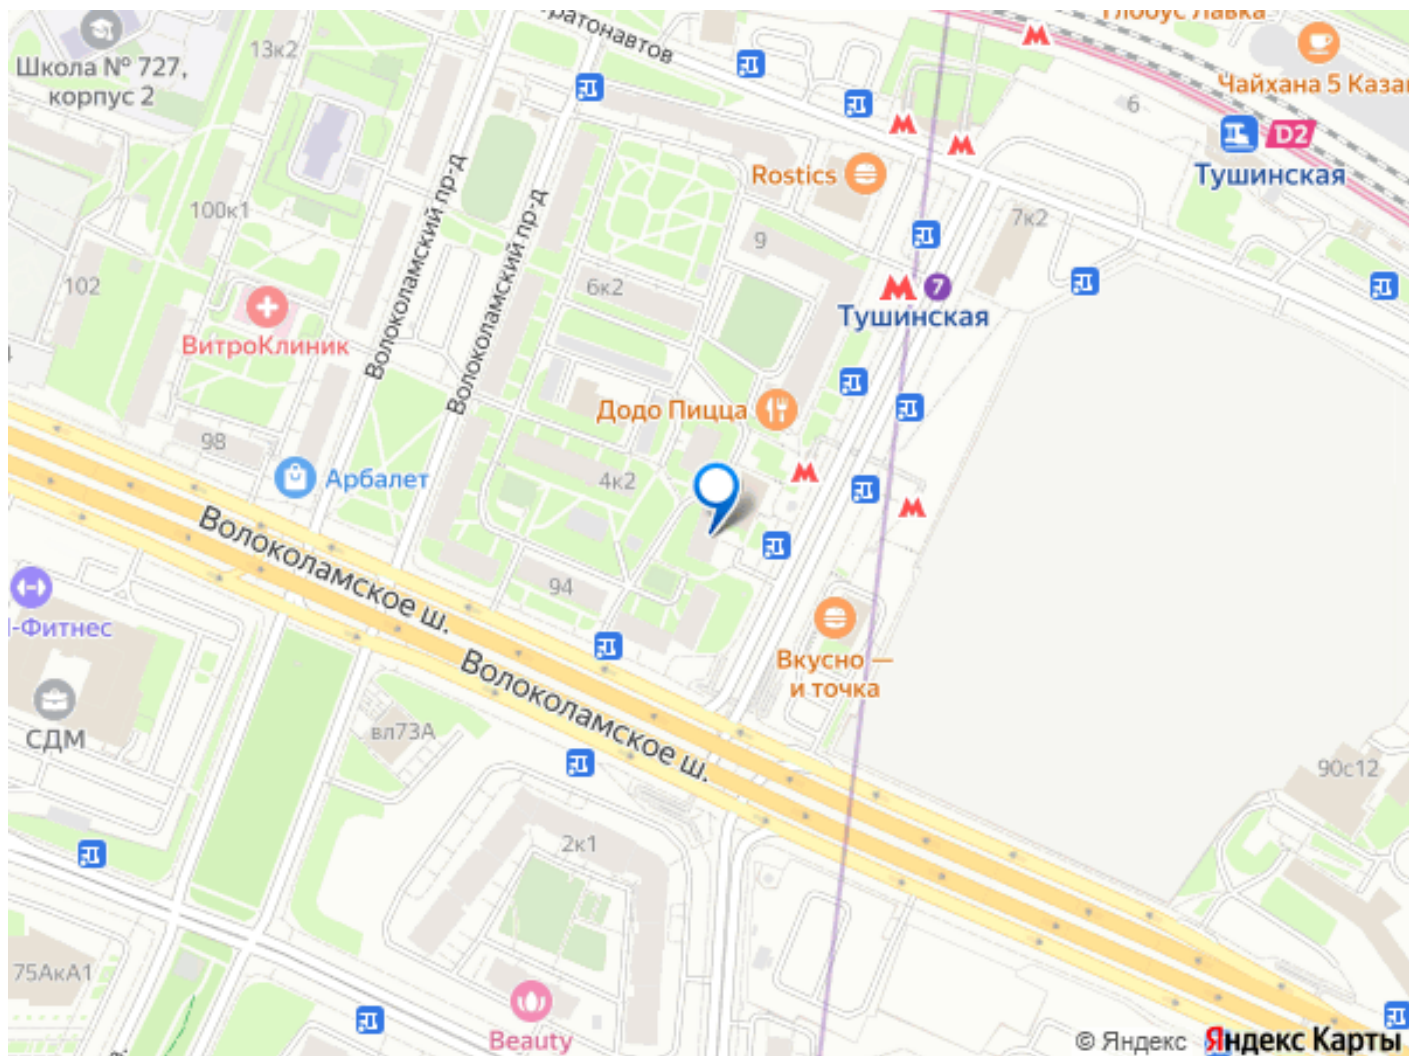 Глобус Лавка
Чайхана 5 Каза
Школа № 727,
корпус 2
13к2
6
D2
Тушинская
Rostics
100к1
7к2
9
102
6к2
7
Тушинская
Волоколамский пр-д
Волоколамский пр-д
ВитроКлиник
Додо Пицца
98
4к2
Арбалет
Волоколамское ш.
94
-Фитнес
Вкусно —
и точка
Волоколамское ш.
СДМ
вл73А
90с12
2к1
75АкА1
Beauty
© Яндекс Яндекс Карты